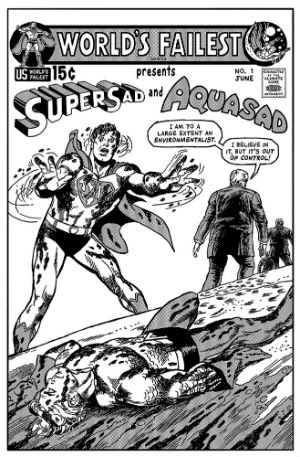 WORLD'S FAILEST
US WORLD'S FAILEST
15¢
presents
NO. 1
JUNE
SUPERSAD and AQUASAD
I AM TO A
LARGE EXTENT AN
ENVIRONMENTALIST.
I BELIEVE IN
IT, BUT IT'S OUT
OF CONTROL!